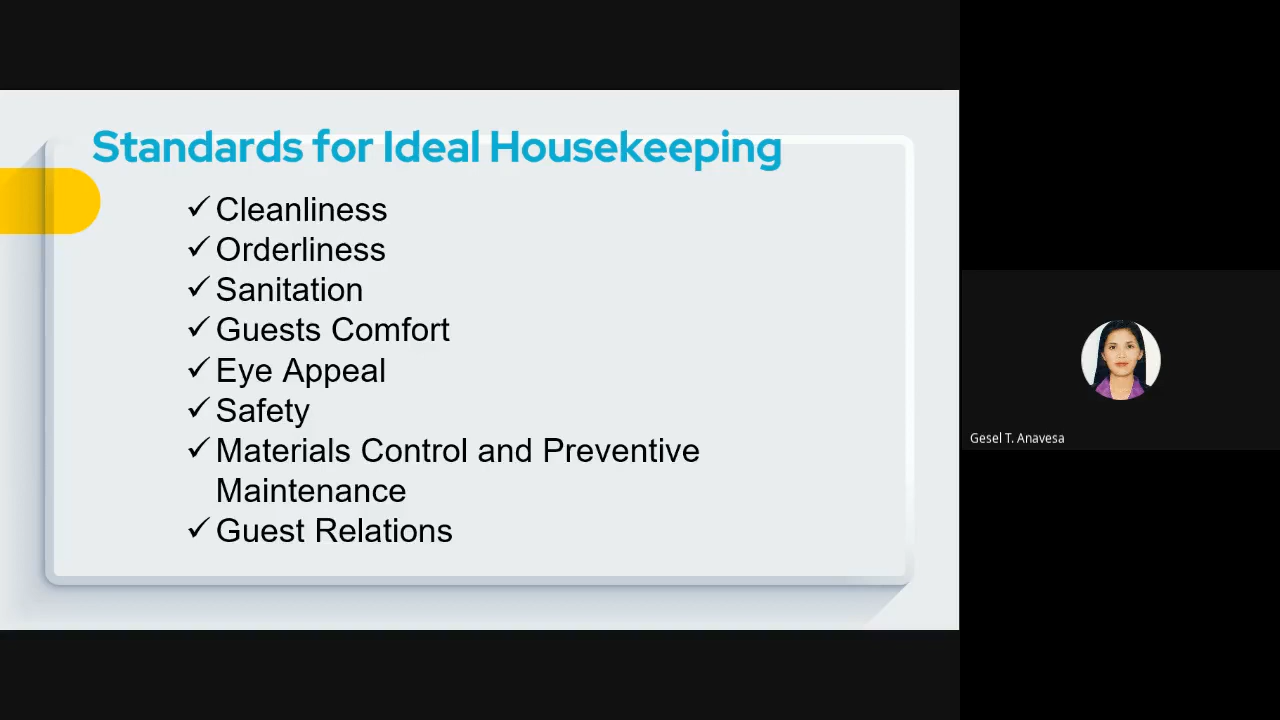 Standards for Ideal Housekeeping
✓ Cleanliness
✓ Orderliness
✓ Sanitation
✓ Guests Comfort
✓ Eye Appeal
✓ Safety
✓ Materials Control and Preventive
Maintenance
✓ Guest Relations
Gesel T. Anavesa